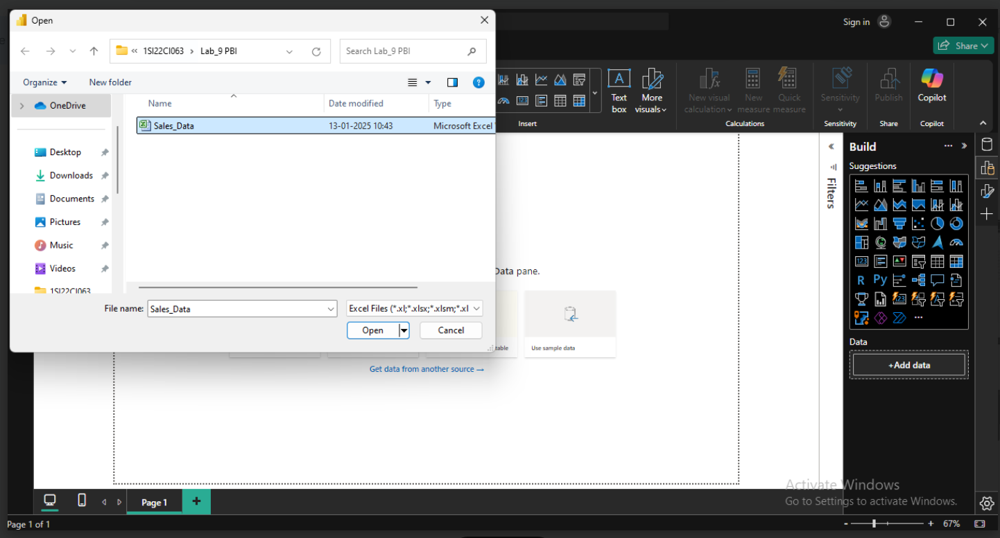 Open
Sign in
Share
« 1SI22CI063 › Lab_9 PBI
Search Lab_9 PBI
Organize
New folder
OneDrive
Desktop
Downloads
Documents
Pictures
Music
Videos
1SI22CI063
Name
Date modified
Type
Sales_Data
13-01-2025 10:43
Microsoft Excel
File name:
Sales_Data
Excel Files (*.xl;*.xlsx;*.xlsm;*.xl
Open
Cancel
Text
box
More
visuals
Insert
New visual
calculation
New
measure
Quick
measure
Calculations
Sensitivity
Sensitivity
Publish
Share
Copilot
Copilot
Data pane.
table
Use sample data
Get data from another source →
Filters
Build
Suggestions
123
R
Py
Data
+Add data
Activate Windows
Go to Settings to activate Windows.
Page 1
Page 1 of 1
67%